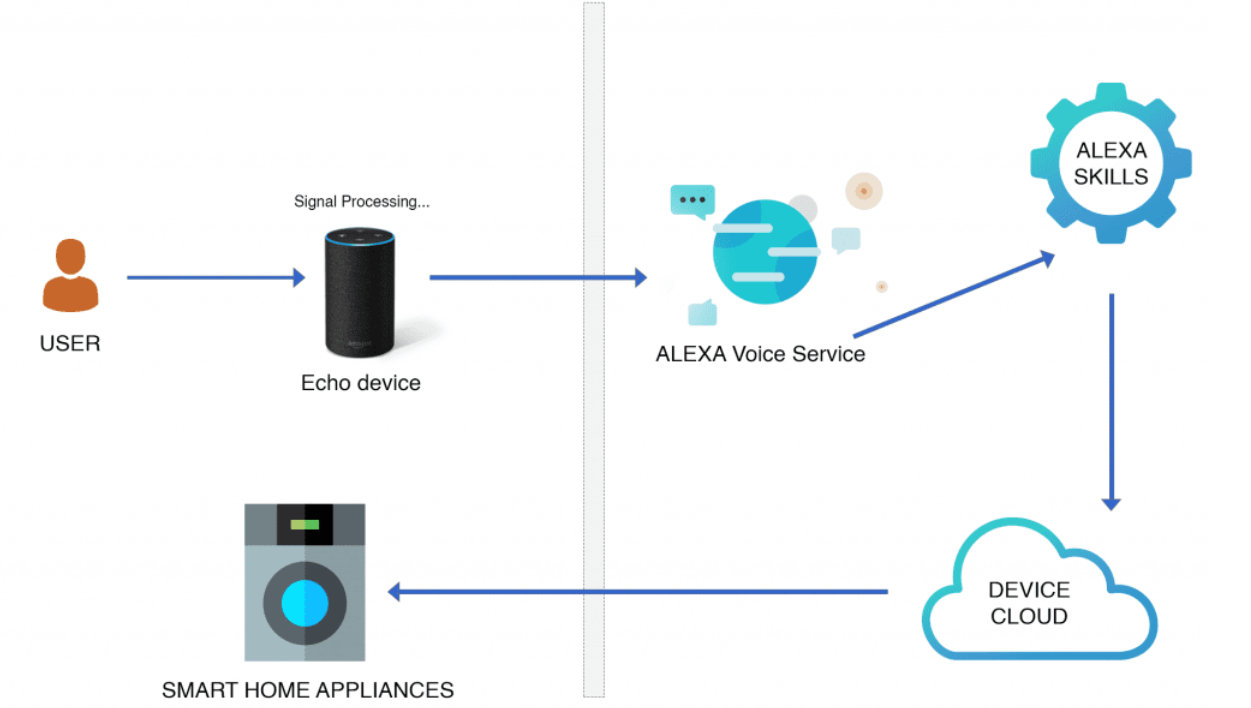 Signal Processing...
USER
Echo device
ALEXA Voice Service
ALEXA
SKILLS
DEVICE
CLOUD
SMART HOME APPLIANCES